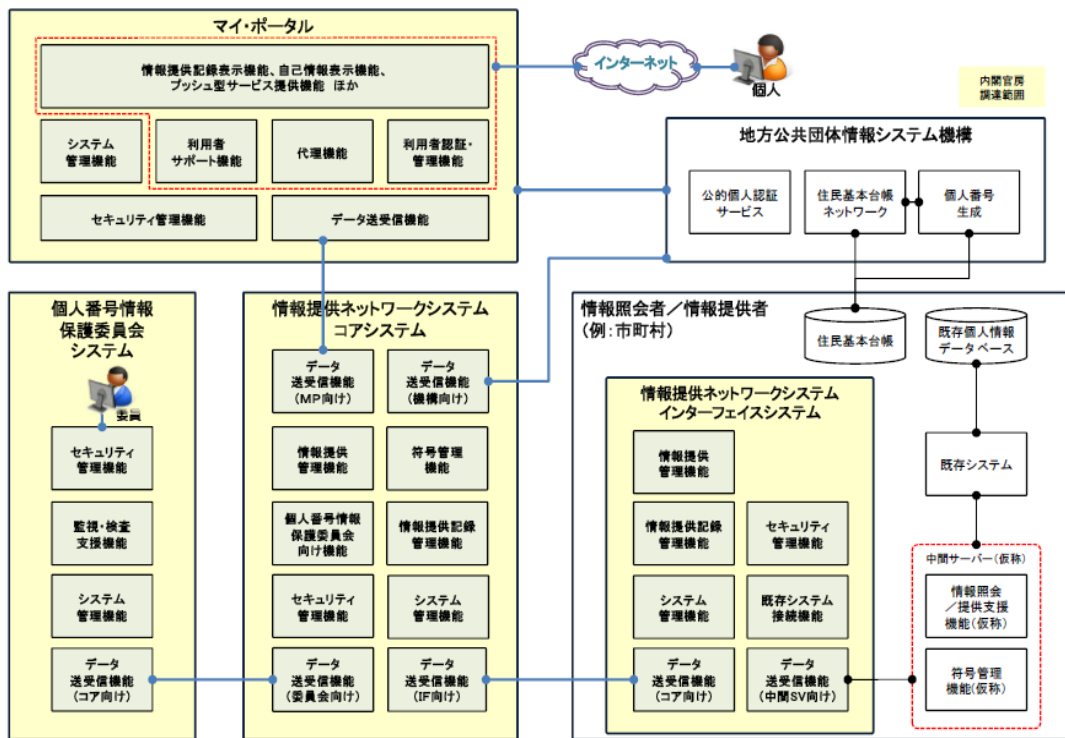 マイ・ポータル
情報提供記録表示機能、自己情報表示機能、
プッシュ型サービス提供機能 ほか
システム
管理機能
利用者
サポート機能
代理機能
利用者認証・
管理機能
セキュリティ管理機能
データ送受信機能
インターネット
個人
内閣官房
調達範囲
地方公共団体情報システム機構
公的個人認証
サービス
住民基本台帳
ネットワーク
個人番号
生成
個人番号情報
保護委員会
システム
委員
セキュリティ
管理機能
監視・検査
支援機能
システム
管理機能
データ
送受信機能
(コア向け)
情報提供ネットワークシステム
コアシステム
データ
送受信機能
(MP向け)
データ
送受信機能
(機構向け)
情報提供
管理機能
符号管理
機能
個人番号情報
保護委員会
向け機能
情報提供記録
管理機能
セキュリティ
管理機能
システム
管理機能
データ
送受信機能
(委員会向け)
データ
送受信機能
(IF向け)
情報照会者／情報提供者
(例:市町村)
住民基本台帳
既存個人情報
データベース
情報提供ネットワークシステム
インターフェイスシステム
情報提供
管理機能
情報提供記録
管理機能
セキュリティ
管理機能
システム
管理機能
既存システム
接続機能
データ
送受信機能
(コア向け)
データ
送受信機能
(中間SV向け)
既存システム
中間サーバー(仮称)
情報照会
／提供支援
機能(仮称)
符号管理
機能(仮称)